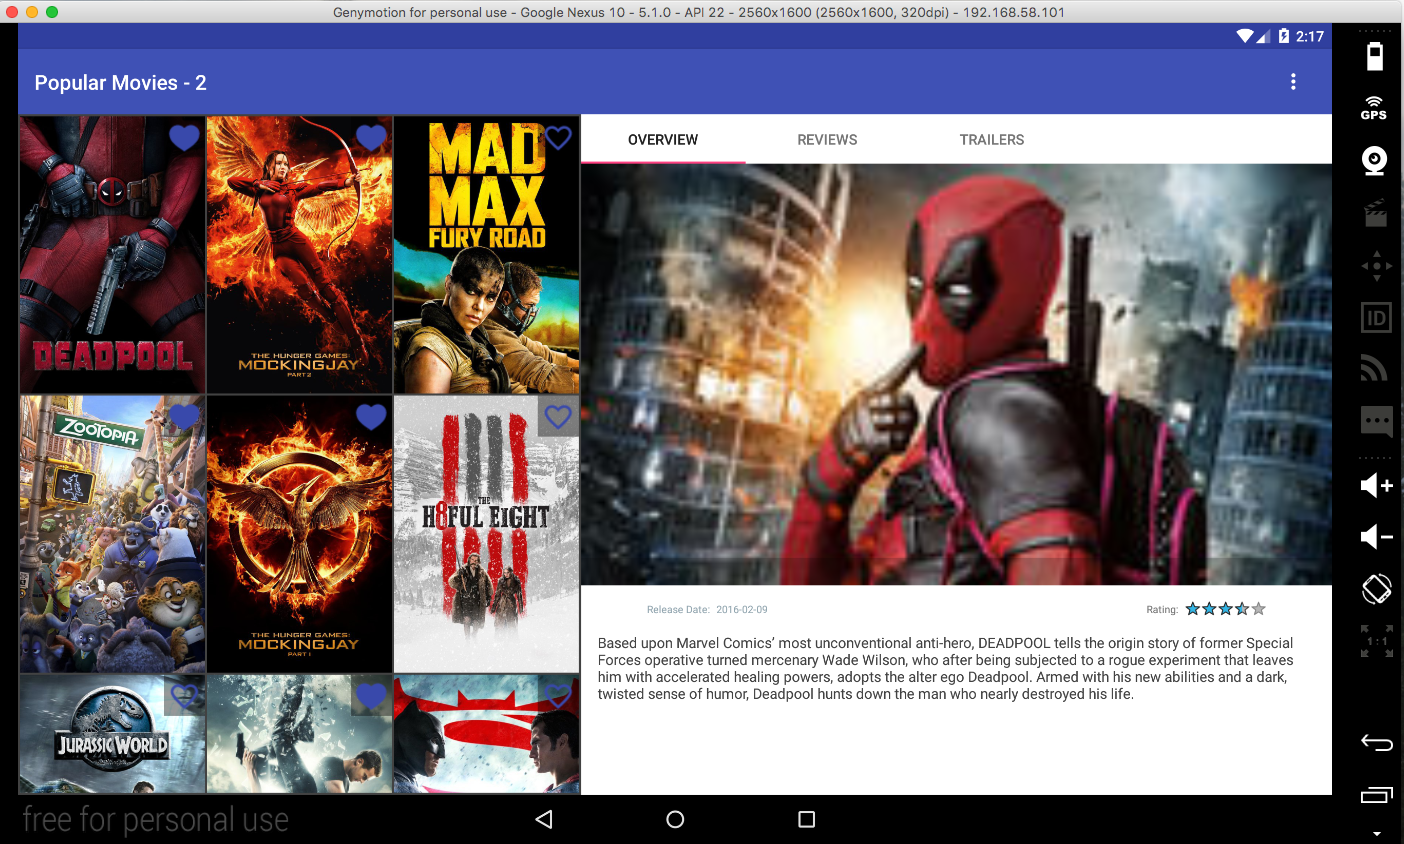 Genymotion for personal use - Google Nexus 10 - 5.1.0 - API 22 - 2560x1600 (2560x1600, 320dpi) - 192.168.58.101
2:17
Popular Movies - 2
DEADPOOL
THE HUNGER GAMES:
MOCKINGJAY
PART 2
MAD
MAX
FURY ROAD
ZOOTOPIA
THE HUNGER GAMES:
MOCKINGJAY
PART 1
THE
H8FUL EIGHT
JURASSIC WORLD
OVERVIEW
REVIEWS
TRAILERS
Release Date: 2016-02-09
Rating:
Based upon Marvel Comics’ most unconventional anti-hero, DEADPOOL tells the origin story of former Special
Forces operative turned mercenary Wade Wilson, who after being subjected to a rogue experiment that leaves
him with accelerated healing powers, adopts the alter ego Deadpool. Armed with his new abilities and a dark,
twisted sense of humor, Deadpool hunts down the man who nearly destroyed his life.
GPS
ID
1:1
free for personal use